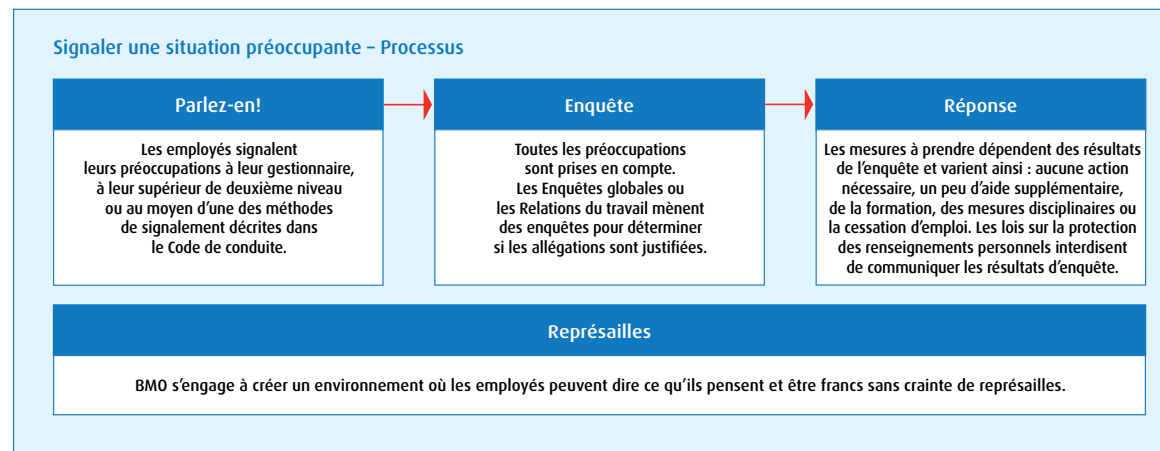 Signaler une situation préoccupante – Processus
Parlez-en!
Les employés signalent
leurs préoccupations à leur gestionnaire,
à leur supérieur de deuxième niveau
ou au moyen d'une des méthodes
de signalement décrites dans
le Code de conduite.
Enquête
Toutes les préoccupations
sont prises en compte.
Les Enquêtes globales ou
les Relations du travail mènent
des enquêtes pour déterminer
si les allégations sont justifiées.
Réponse
Les mesures à prendre dépendent des résultats
de l'enquête et varient ainsi : aucune action
nécessaire, un peu d'aide supplémentaire,
de la formation, des mesures disciplinaires ou
la cessation d'emploi. Les lois sur la protection
des renseignements personnels interdisent
de communiquer les résultats d'enquête.
Représailles
BMO s'engage à créer un environnement où les employés peuvent dire ce qu'ils pensent et être francs sans crainte de représailles.